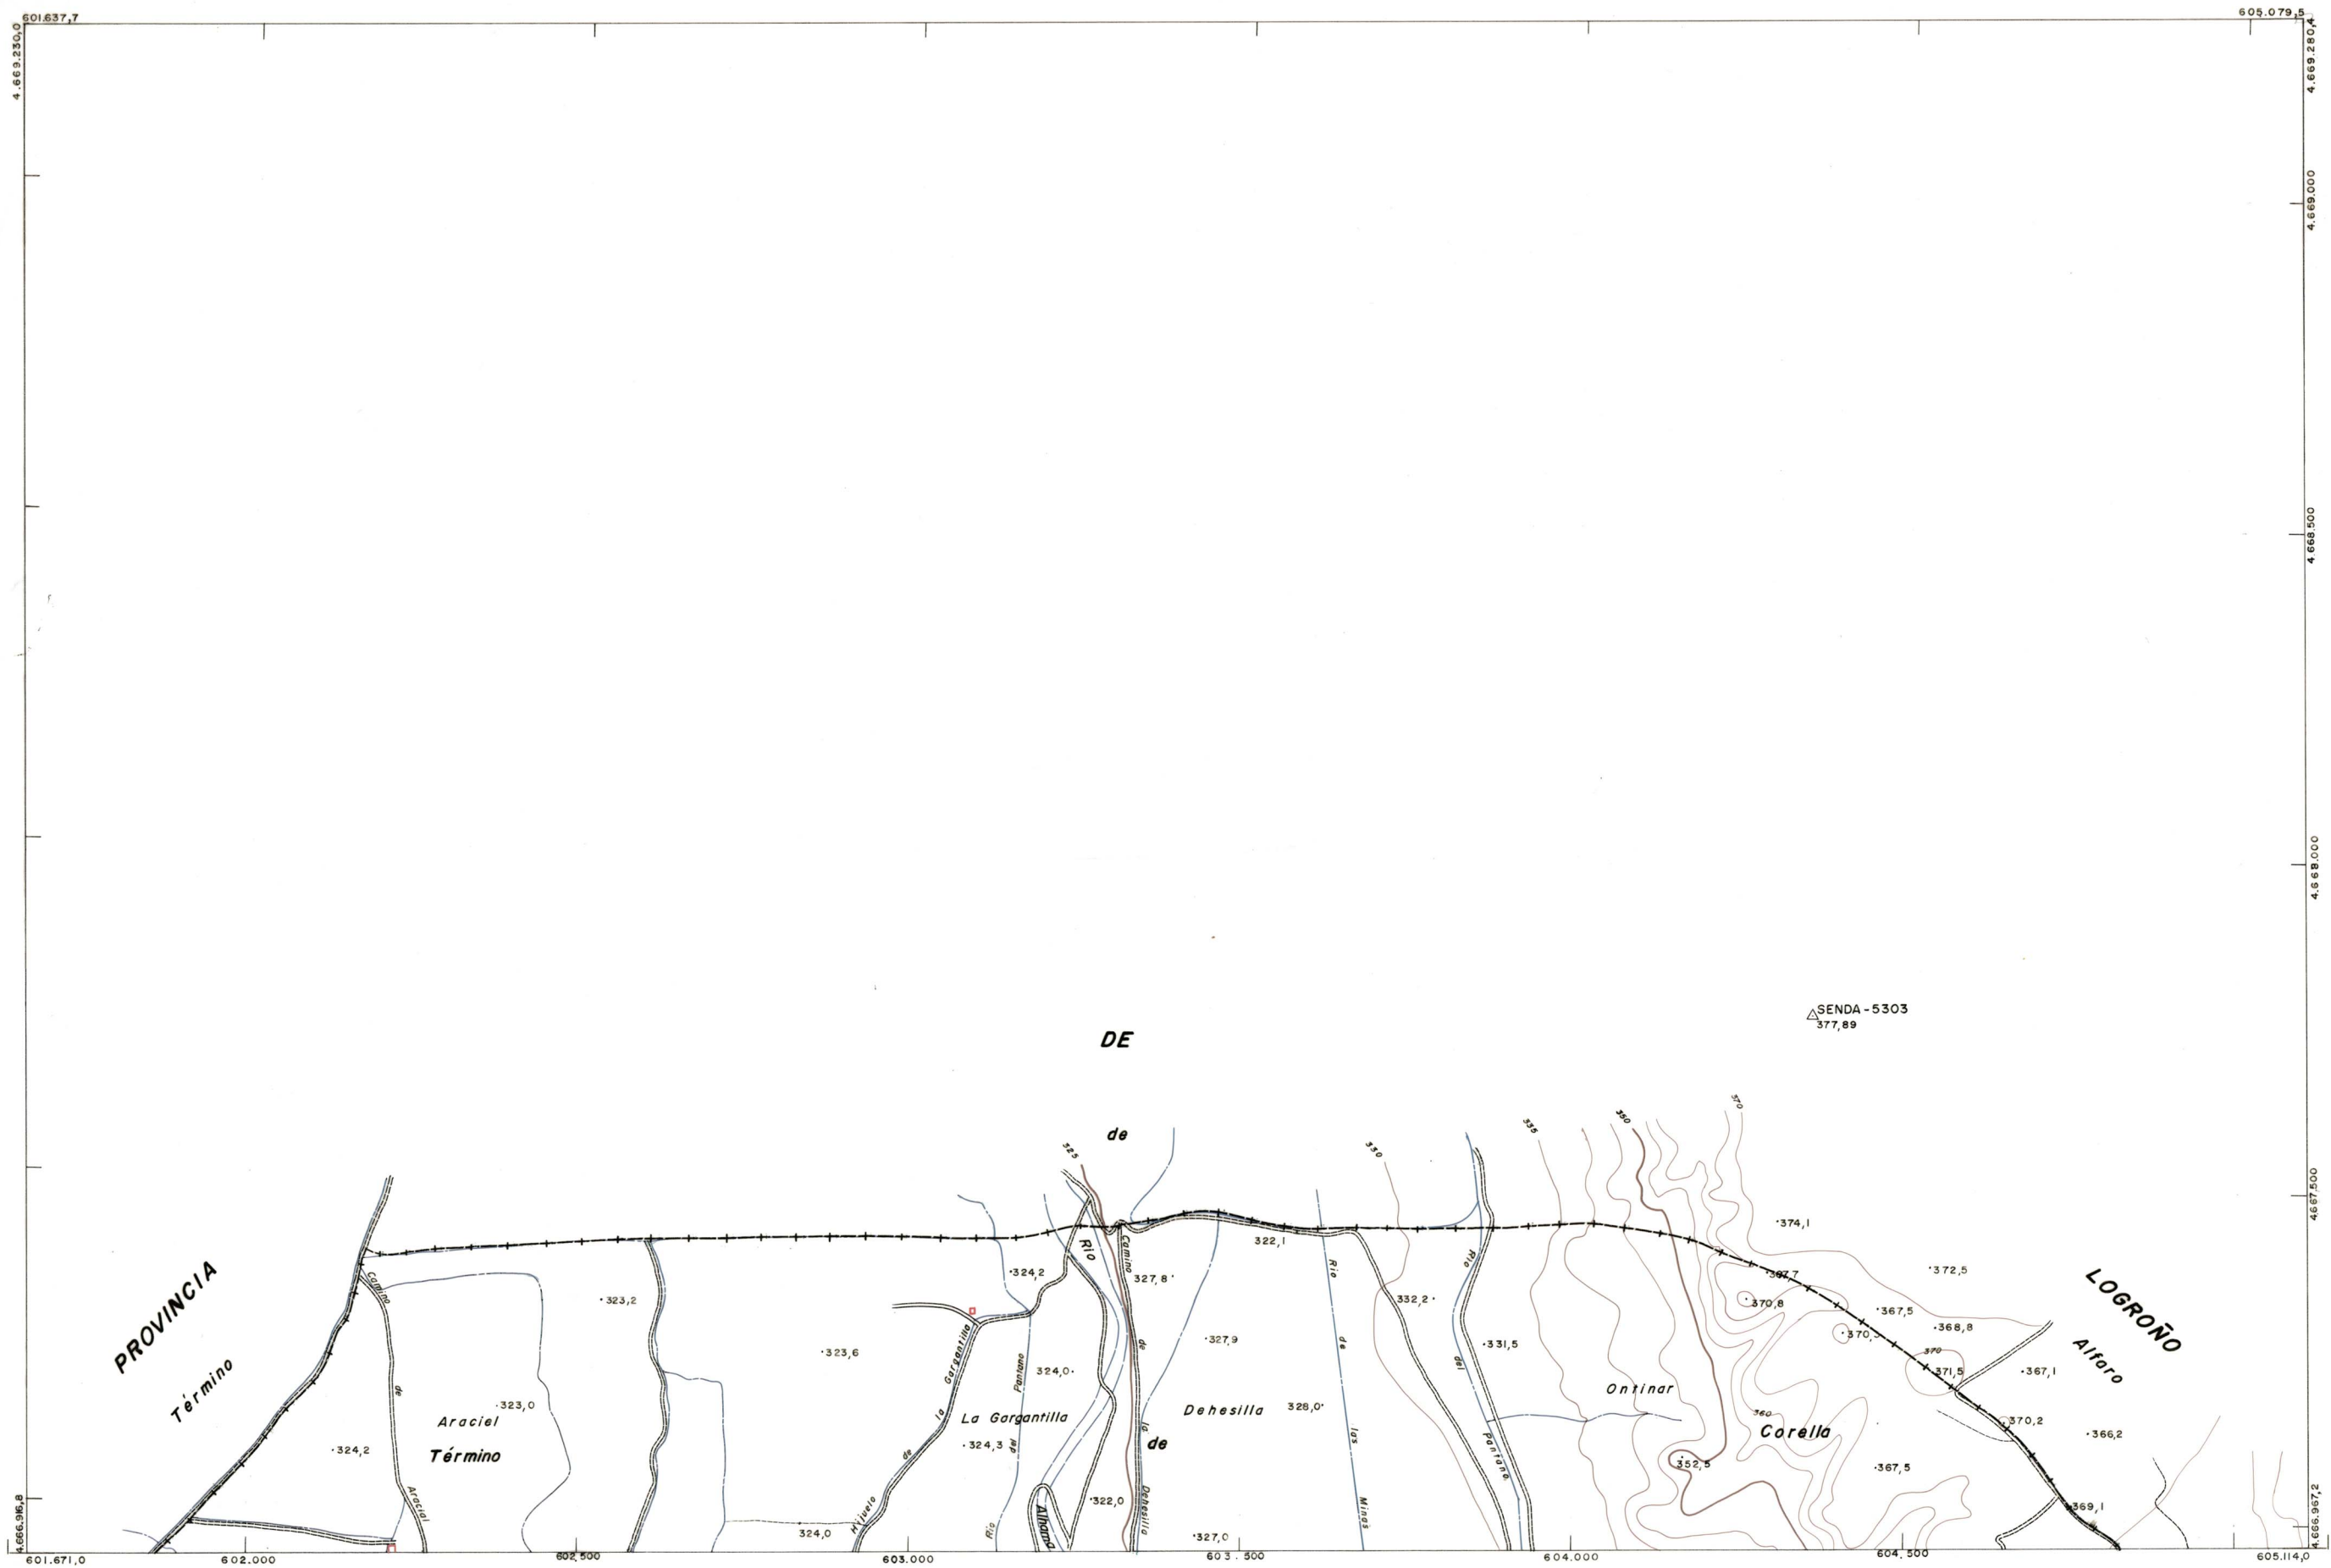 601.637,7
605.079,5
4.669.230,0
4.669.280,4
4.669.000
4.668.500
4.668.000
SENDA-5303
377,89
DE
de
370
350
335
330
325
4.667.500
374,1
322,1
Río
Camino
Río
Río
372,5
324,2
327,8
367,7
PROVINCIA
LOGROÑO
Camino
323,2
332,2
370,8
367,5
368,8
327,9
331,5
323,6
370
371,5
367,1
Alfaro
Término
de
Gargantilla
Pantano
324,0
de
de
del
Ontinar
323,0
Araciel
La Gargantilla
Dehesilla
328,0
360
Corella
370,2
366,2
la
324,2
Término
324,3
del
la
de
las
Pantano
352,5
367,5
de
Araciel
Hijuelo
322,0
Alhama
Dehesilla
Minas
369,1
324,0
Río
327,0
4.666.916,8
4.666.967,2
601.671,0
602.000
602.500
603.000
603.500
604.000
604.500
605.114,0